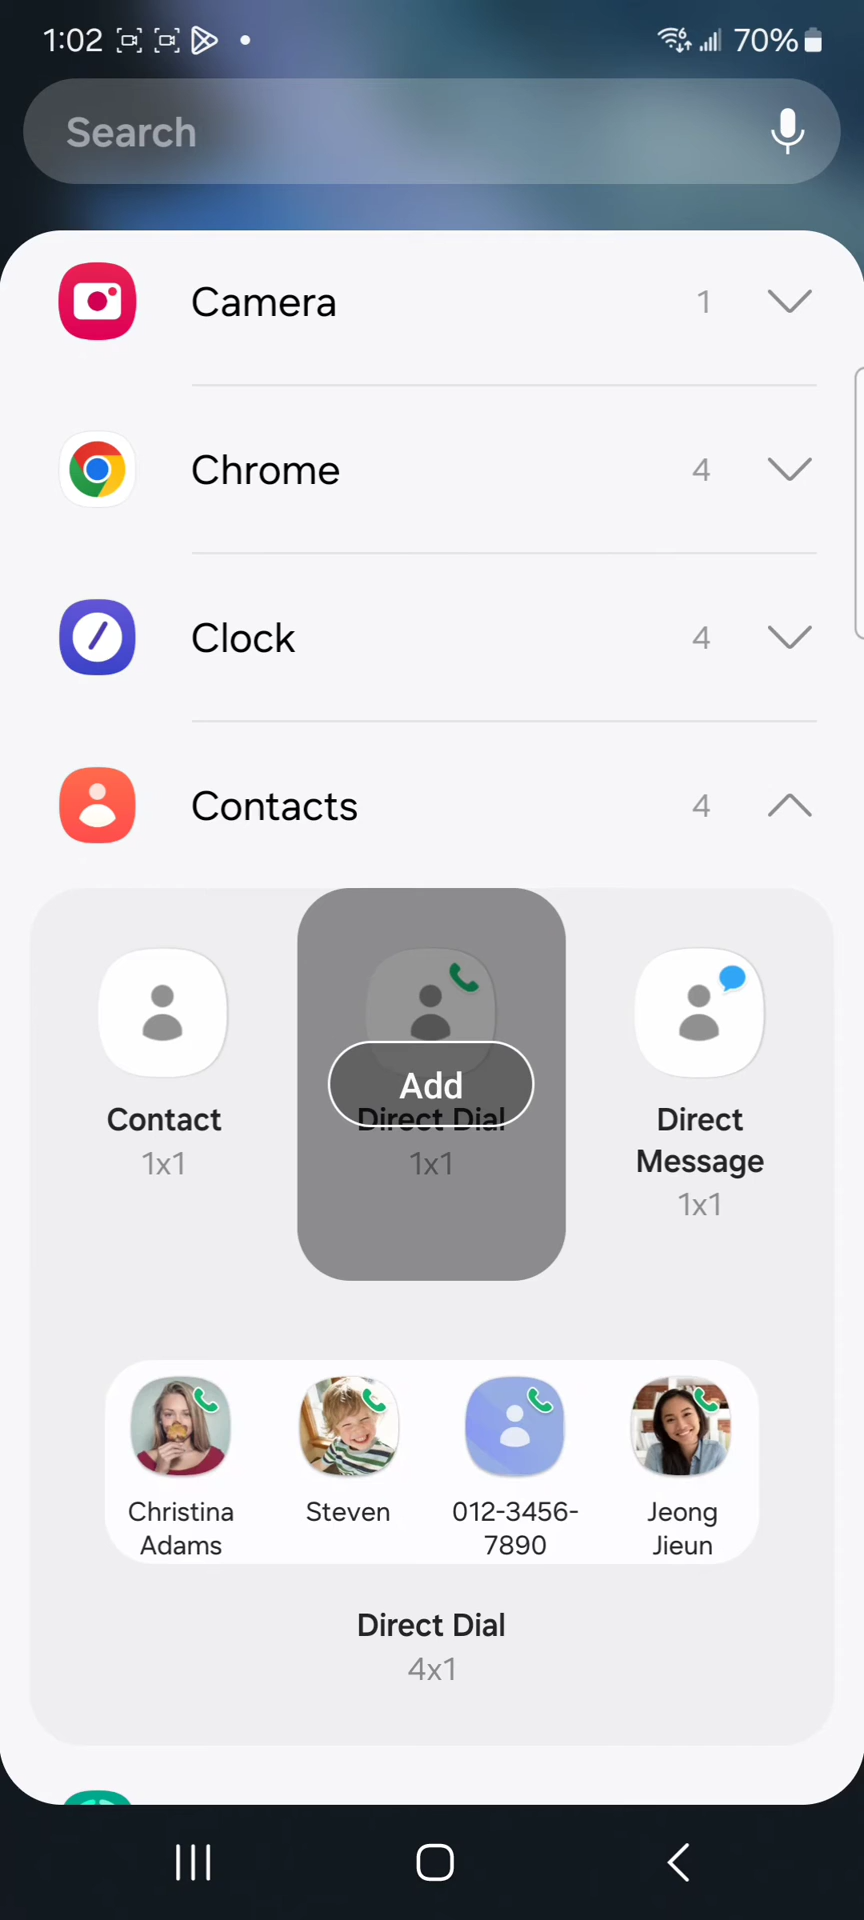 1:02
70%
Search
Camera
1
Chrome
4
Clock
4
Contacts
4
Add
Contact
1x1
Direct Dial
1x1
Direct
Message
1x1
Christina
Adams
Steven
012-3456-
7890
Jeong
Jieun
Direct Dial
4x1